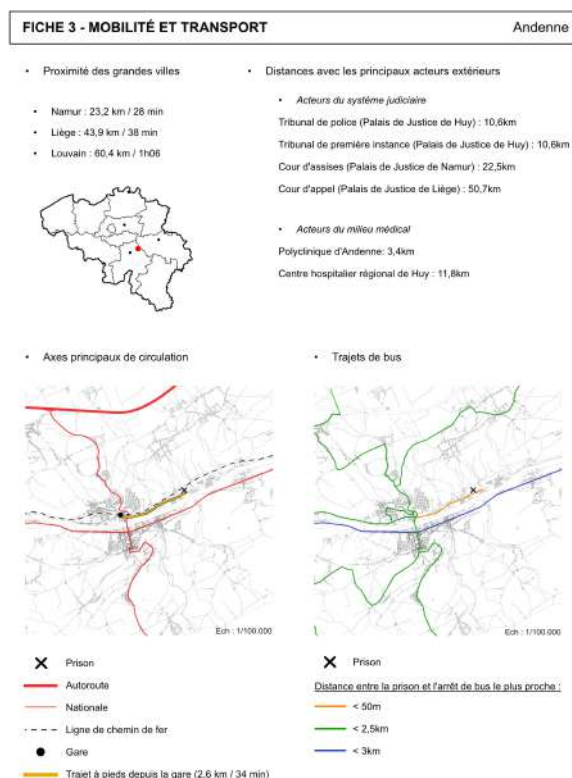 FICHE 3 - MOBILITÉ ET TRANSPORT
Andenne
• Proximité des grandes villes
• Namur : 23,2 km / 28 min
• Liège : 43,9 km / 38 min
• Louvain : 60,4 km / 1h06
• Distances avec les principaux acteurs extérieurs
• Acteurs du système judiciaire
Tribunal de police (Palais de Justice de Huy) : 10,6km
Tribunal de première instance (Palais de Justice de Huy) : 10,6km
Cour d'assises (Palais de Justice de Namur) : 22,5km
Cour d'appel (Palais de Justice de Liège) : 50,7km
• Acteurs du milieu médical
Polyclinique d'Andenne: 3,4km
Centre hospitalier régional de Huy : 11,8km
• Axes principaux de circulation
Ech : 1/100.000
Prison
Autoroute
Nationale
Ligne de chemin de fer
Gare
Trajet à pieds depuis la gare (2,6 km / 34 min)
• Trajets de bus
Ech : 1/100.000
Prison
Distance entre la prison et l'arrêt de bus le plus proche :
< 50m
< 2,5km
< 3km